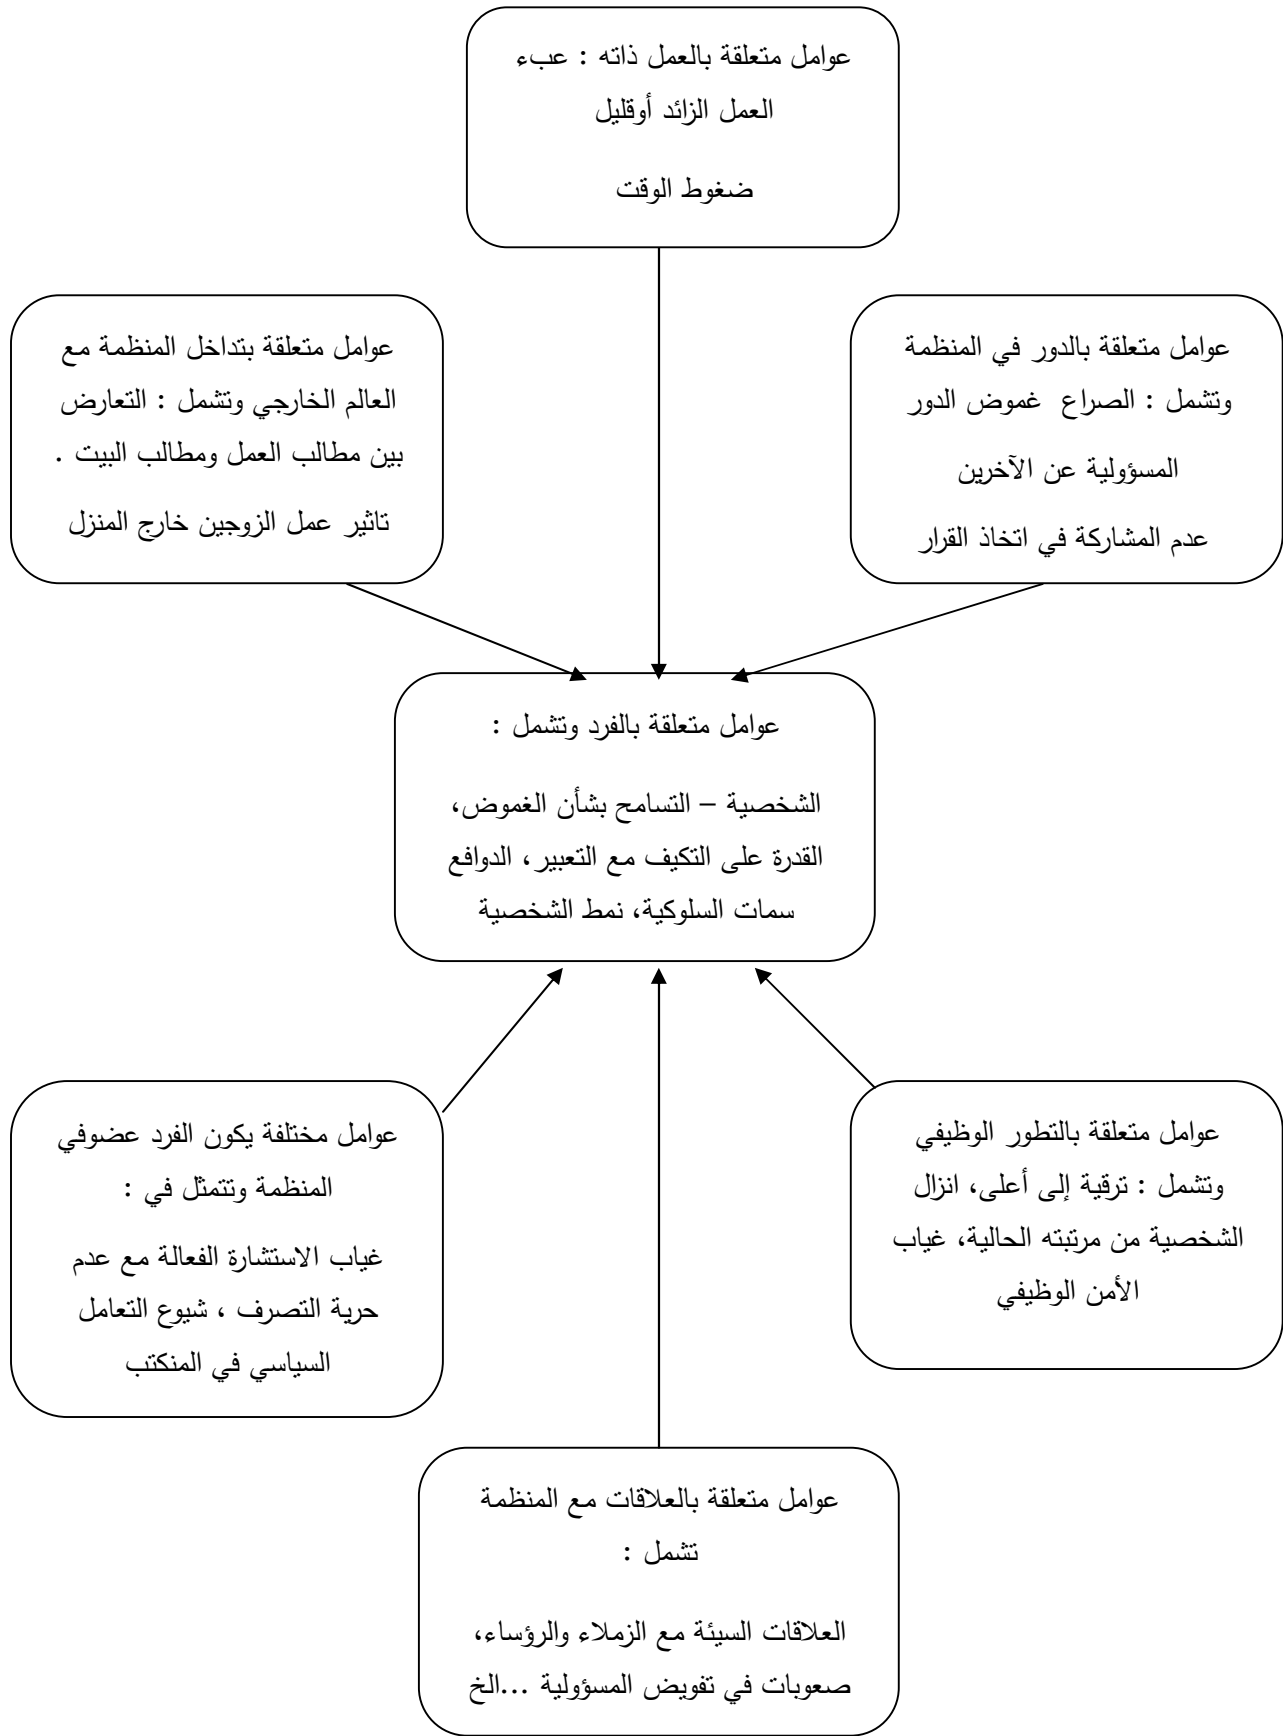 عوامل متعلقة بالعمل ذاته : عبء
العمل الزائد أوقليل
ضغوط الوقت
عوامل متعلقة بالدور في المنظمة
وتشمل : الصراع غموض الدور
المسؤولية عن الآخرين
عدم المشاركة في اتخاذ القرار
عوامل متعلقة بتداخل المنظمة مع
العالم الخارجي وتشمل : التعارض
بين مطالب العمل ومطالب البيت .
تاثير عمل الزوجين خارج المنزل
عوامل متعلقة بالفرد وتشمل :
الشخصية – التسامح بشأن الغموض،
القدرة على التكيف مع التعبير، الدوافع
سمات السلوكية، نمط الشخصية
عوامل متعلقة بالتطور الوظيفي
وتشمل : ترقية إلى أعلى، انزال
الشخصية من مرتبته الحالية، غياب
الأمن الوظيفي
عوامل مختلفة يكون الفرد عضوفي
المنظمة وتتمثل في :
غياب الاستشارة الفعالة مع عدم
حرية التصرف ، شيوع التعامل
السياسي في المنكتب
عوامل متعلقة بالعلاقات مع المنظمة
تشمل :
العلاقات السيئة مع الزملاء والرؤساء،
صعوبات في تفويض المسؤولية ...الخ